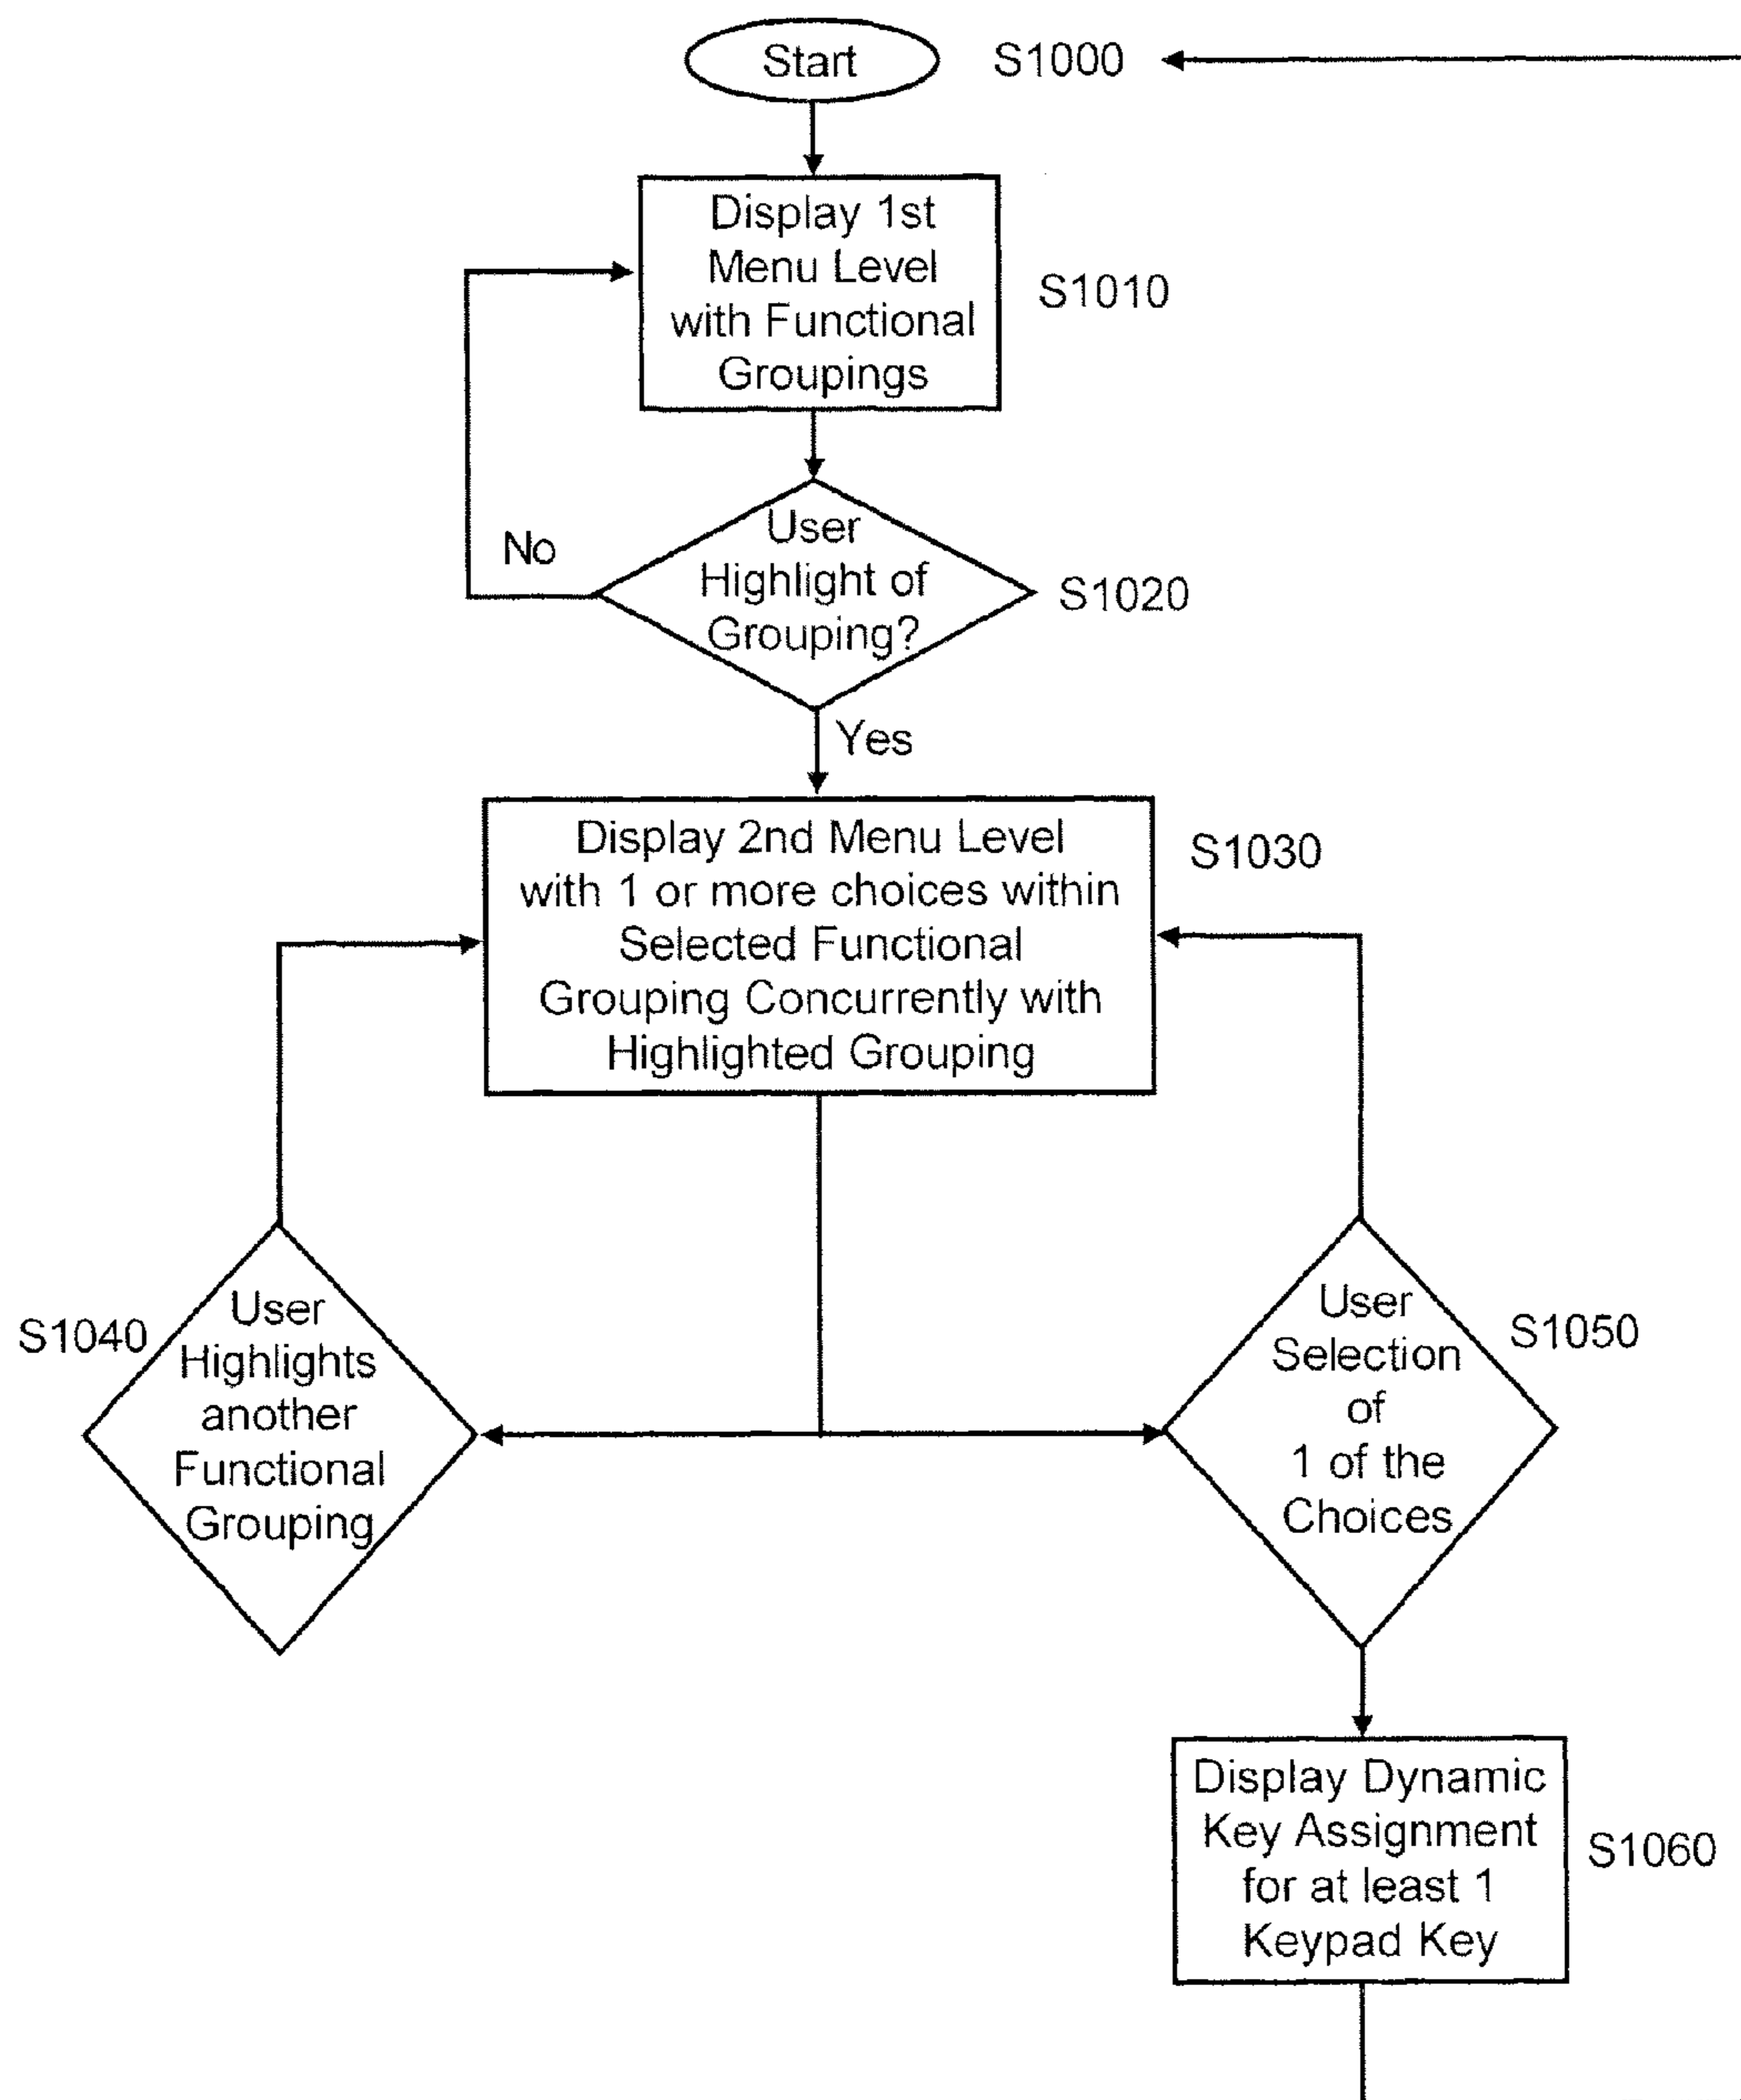 Start
S1000
Display 1st
Menu Level
with Functional
Groupings
S1010
No
User
Highlight of
Grouping?
S1020
Yes
Display 2nd Menu Level
with 1 or more choices within
Selected Functional
Grouping Concurrently with
Highlighted Grouping
S1030
S1040
User
Highlights
another
Functional
Grouping
User
Selection
of
1 of the
Choices
S1050
Display Dynamic
Key Assignment
for at least 1
Keypad Key
S1060